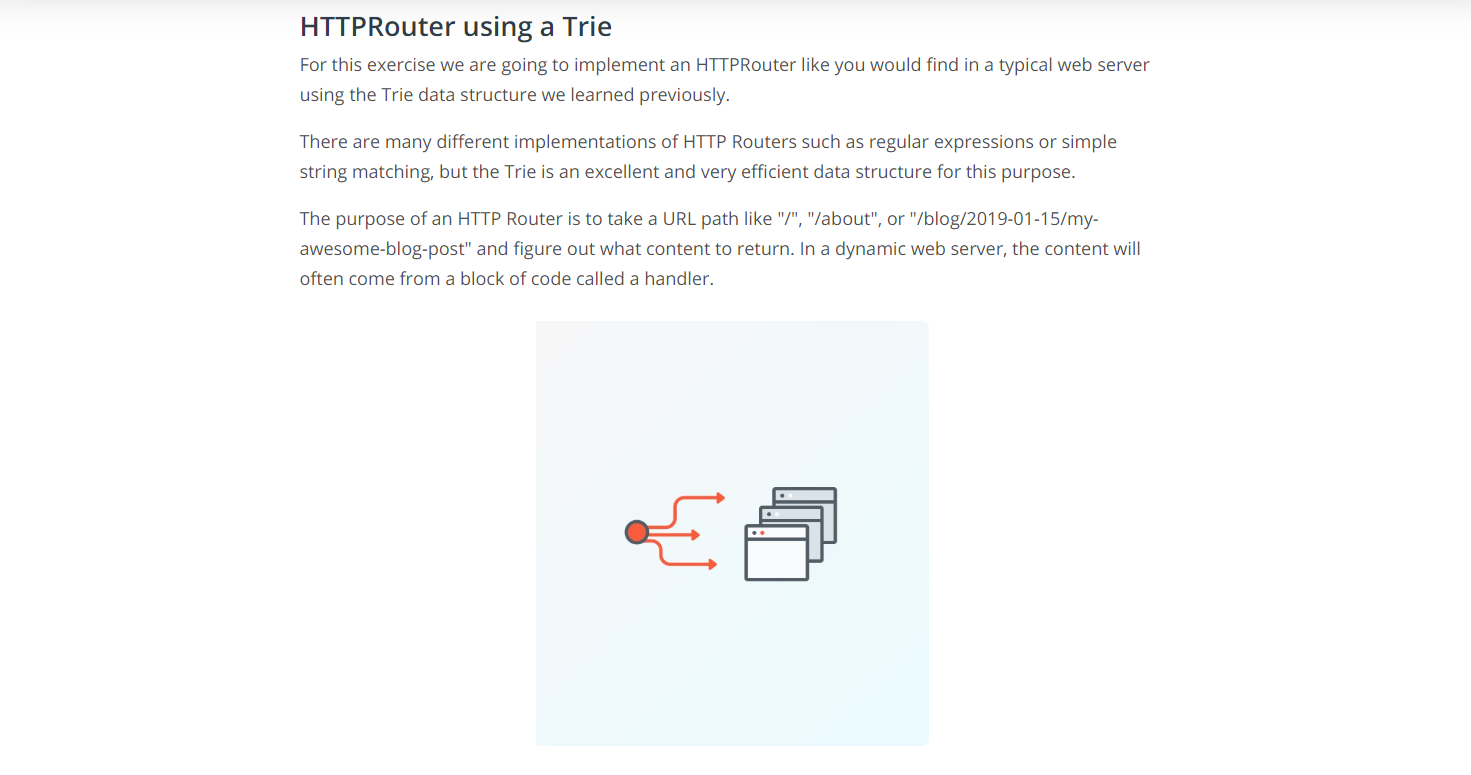 HTTPRouter using a Trie
For this exercise we are going to implement an HTTPRouter like you would find in a typical web server
using the Trie data structure we learned previously.
There are many different implementations of HTTP Routers such as regular expressions or simple
string matching, but the Trie is an excellent and very efficient data structure for this purpose.
The purpose of an HTTP Router is to take a URL path like "/", "/about", or "/blog/2019-01-15/my-
awesome-blog-post" and figure out what content to return. In a dynamic web server, the content will
often come from a block of code called a handler.